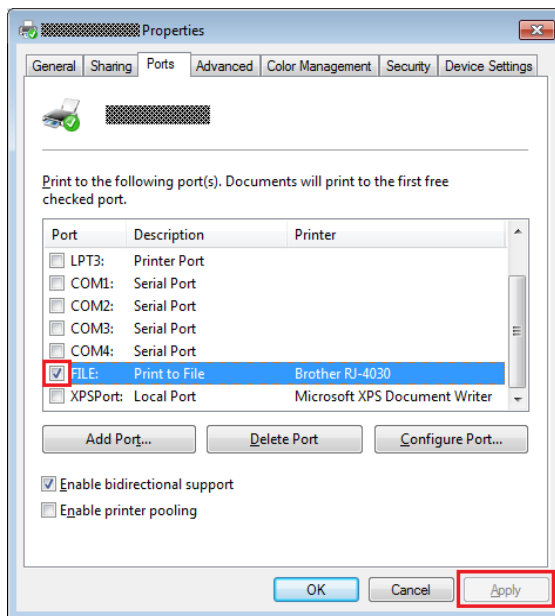 Properties
General Sharing Ports Advanced Color Management Security Device Settings
Print to the following port(s). Documents will print to the first free
checked port.
Port Description Printer
LPT3: Printer Port
COM1: Serial Port
COM2: Serial Port
COM3: Serial Port
COM4: Serial Port
FILE: Print to File Brother RJ-4030
XPSPort: Local Port Microsoft XPS Document Writer
Add Port... Delete Port Configure Port...
Enable bidirectional support
Enable printer pooling
OK Cancel Apply